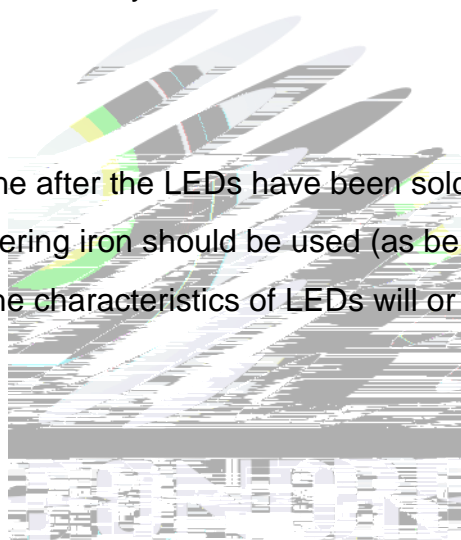 ne after the LEDs have been sold
ering iron should be used (as be
ne characteristics of LEDs will or